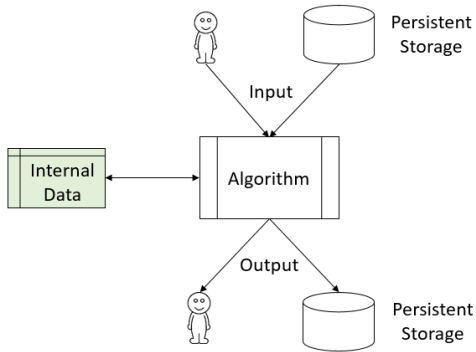 Persistent
Storage
Input
Internal
Data
Algorithm
Output
Persistent
Storage